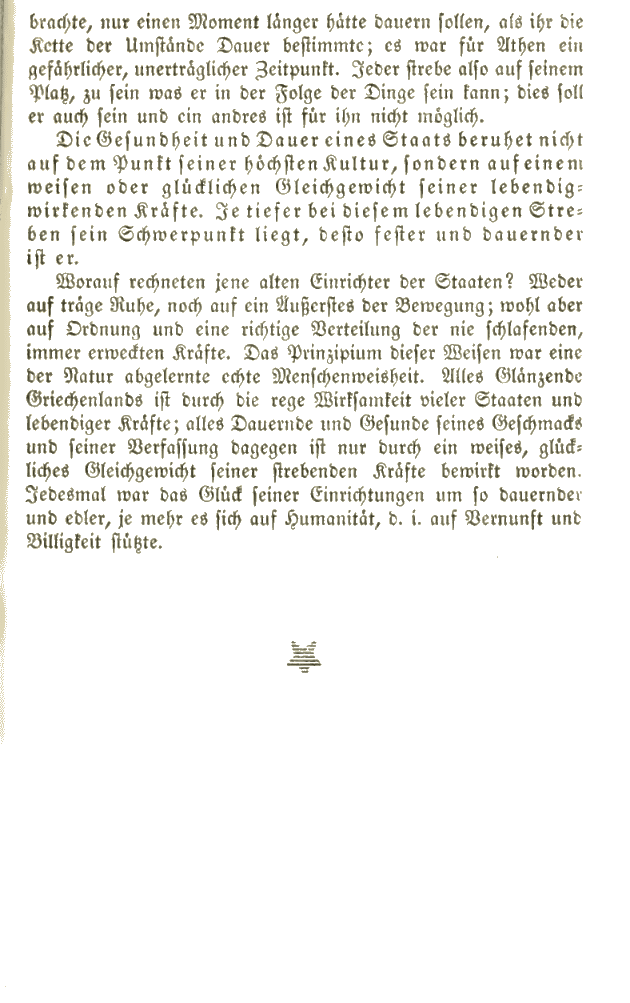 brachte, nur einen Moment länger hätte dauern sollen, als ihr die
Kette der Umstände Dauer bestimmte; es war für Athen ein
gefährlicher, unerträglicher Zeitpunkt. Jeder strebe also auf seinem
Platz, zu sein was er in der Folge der Dinge sein kann; dies soll
er auch sein und ein andres ist für ihn nicht möglich.
Die Gesundheit und Dauer eines Staats beruhet nicht
auf dem Punkt seiner höchsten Kultur, sondern auf einem
weisen oder glücklichen Gleichgewicht seiner lebendig-
wirkenden Kräfte. Je tiefer bei diesem lebendigen Stre-
ben sein Schwerpunkt liegt, desto fester und dauernder
ist er.
Worauf rechneten jene alten Einrichter der Staaten? Weder
auf träge Ruhe, noch auf ein Äußerstes der Bewegung; wohl aber
auf Ordnung und eine richtige Verteilung der nie schlafenden,
immer erweckten Kräfte. Das Prinzipium dieser Weisen war eine
der Natur abgelernte echte Menschenweisheit. Alles Glänzende
Griechenlands ist durch die rege Wirksamkeit vieler Staaten und
lebendiger Kräfte; alles Dauernde und Gesunde seines Geschmacks
und seiner Verfassung dagegen ist nur durch ein weises, glück-
liches Gleichgewicht seiner strebenden Kräfte bewirkt worden.
Jedesmal war das Glück seiner Einrichtungen um so dauernder
und edler, je mehr es sich auf Humanität, d. i. auf Vernunft und
Billigkeit stützte.